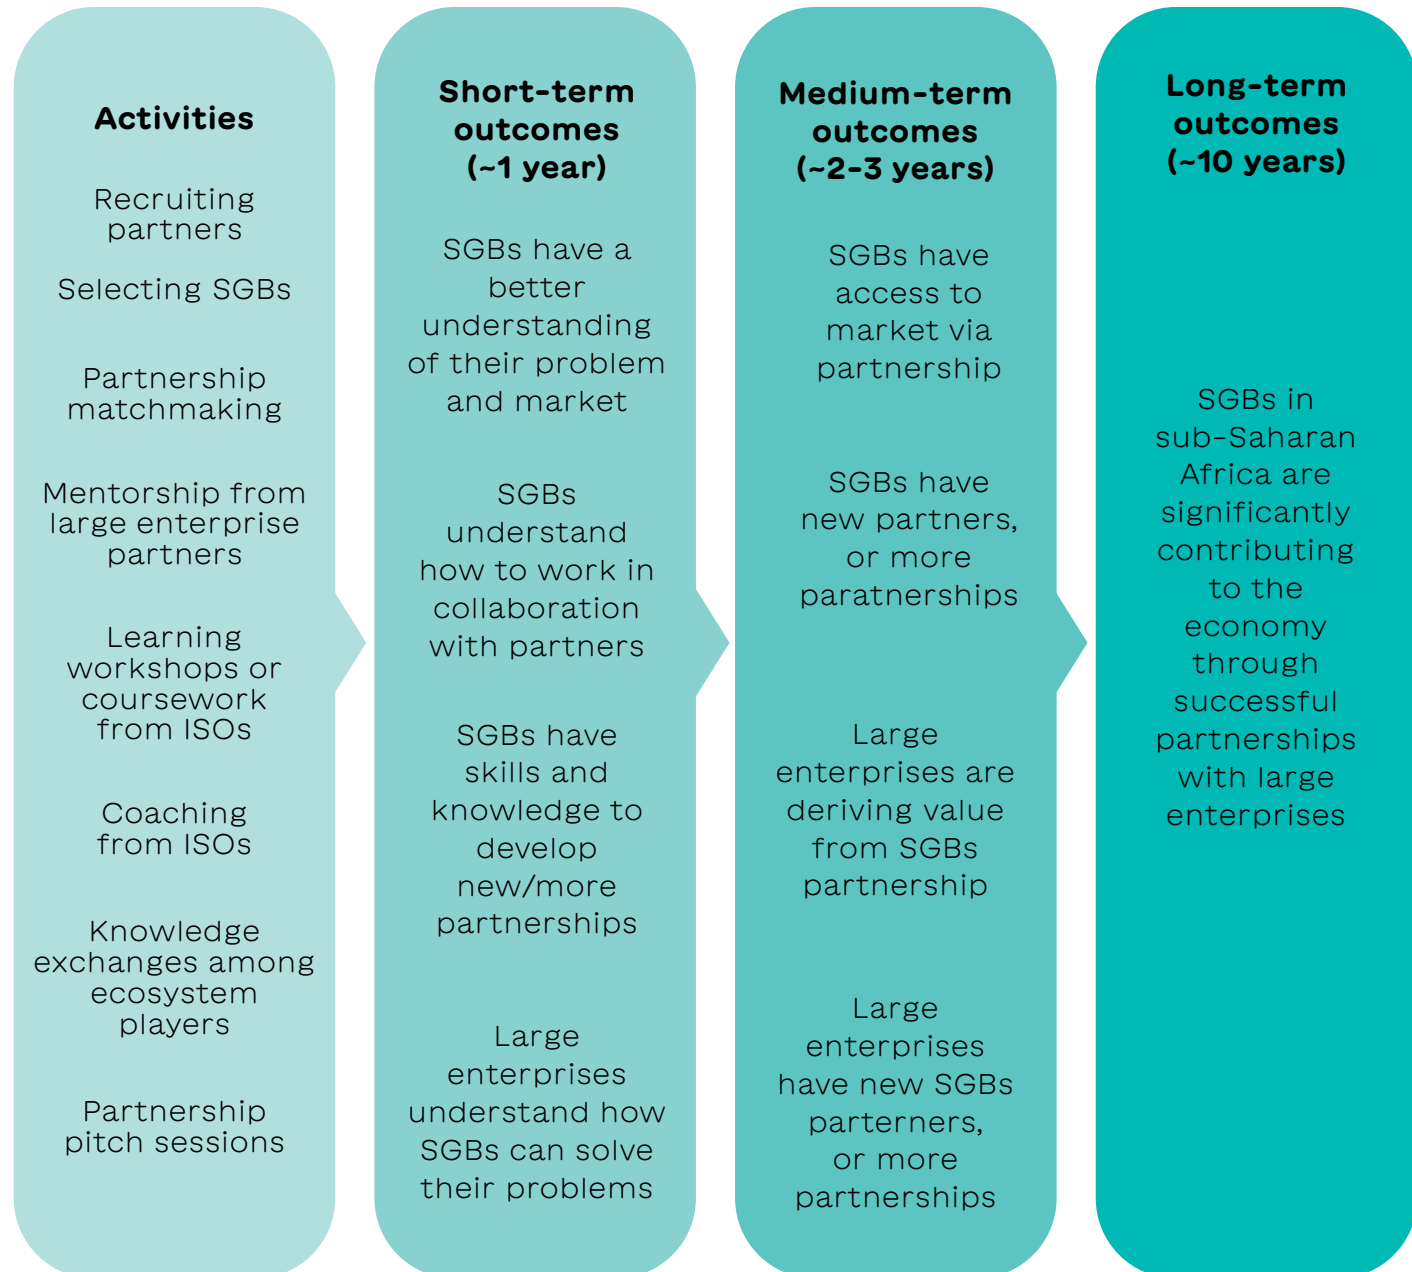 Activities
Recruiting
partners
Selecting SGBs
Partnership
matchmaking
Mentorship from
large enterprise
partners
Learning
workshops or
coursework
from ISOs
Coaching
from ISOs
Knowledge
exchanges among
ecosystem
players
Partnership
pitch sessions
Short-term
outcomes
(~1 year)
SGBs have a
better
understanding
of their problem
and market
SGBs
understand
how to work in
collaboration
with partners
SGBs have
skills and
knowledge to
develop
new/more
partnerships
Large
enterprises
understand how
SGBs can solve
their problems
Medium-term
outcomes
(~2-3 years)
SGBs have
access to
market via
partnership
SGBs have
new partners,
or more
paratnerships
Large
enterprises are
deriving value
from SGBs
partnership
Large
enterprises
have new SGBs
parterners,
or more
partnerships
Long-term
outcomes
(~10 years)
SGBs in
sub-Saharan
Africa are
significantly
contributing
to the
economy
through
successful
partnerships
with large
enterprises